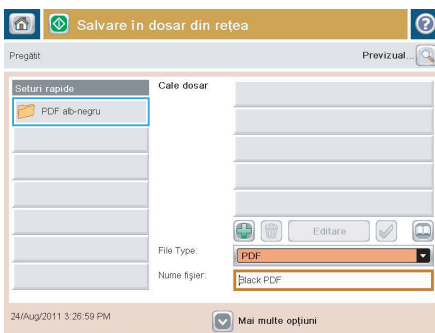 Salvare în dosar din rețea
Pregătit
Previzual...
Seturi rapide
Cale dosar
PDF alb-negru
Editare
File Type:
PDF
Nume fișier:
Black PDF
24/Aug/2011 3:26:59 PM
Mai multe opțiuni